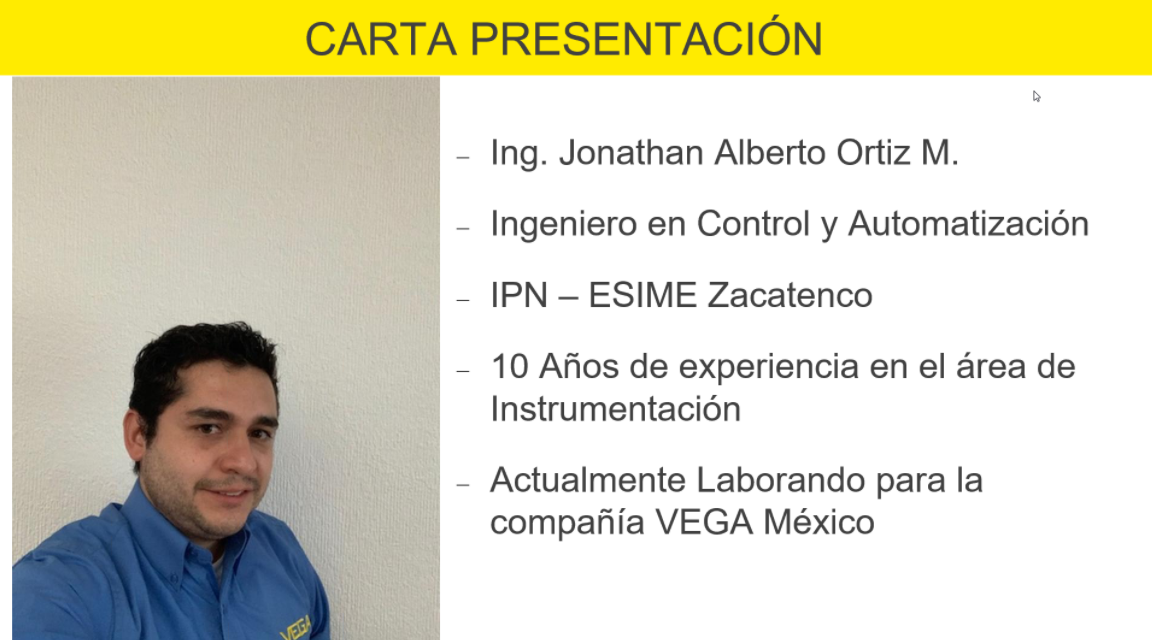 CARTA PRESENTACIÓN
– Ing. Jonathan Alberto Ortiz M.
– Ingeniero en Control y Automatización
– IPN – ESIME Zacatenco
– 10 Años de experiencia en el área de
Instrumentación
– Actualmente Laborando para la
compañía VEGA México
VEGA